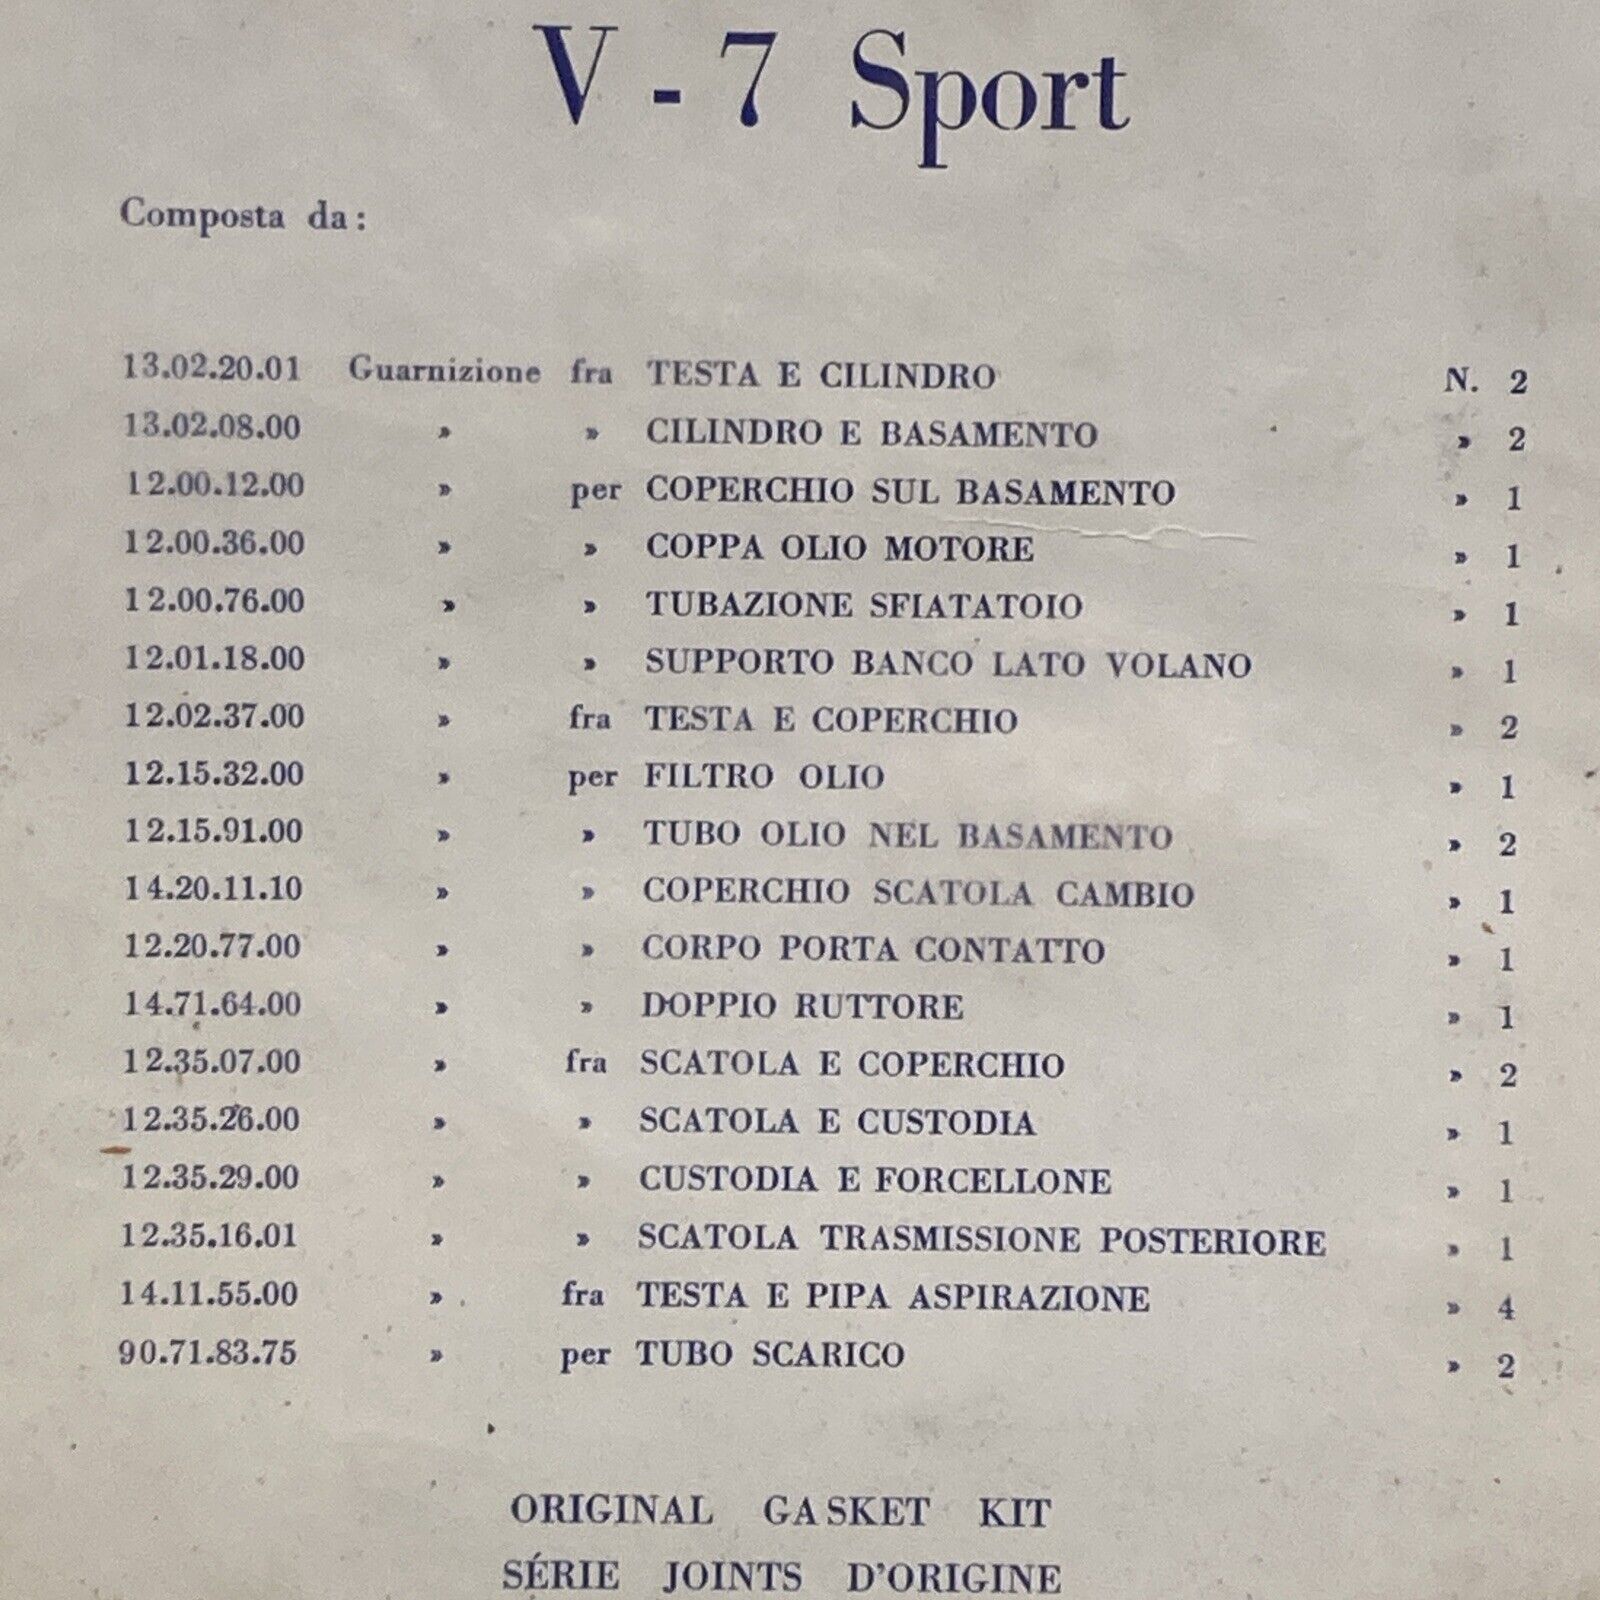 V - 7 Sport
Composta da:
13.02.20.01 Guarnizione fra TESTA E CILINDRO N. 2
13.02.08.00 » » CILINDRO E BASAMENTO » 2
12.00.12.00 » per COPERCHIO SUL BASAMENTO » 1
12.00.36.00 » » COPPA OLIO MOTORE » 1
12.00.76.00 » » TUBAZIONE SFIATATOIO » 1
12.01.18.00 » » SUPPORTO BANCO LATO VOLANO » 1
12.02.37.00 » fra TESTA E COPERCHIO » 2
12.15.32.00 » per FILTRO OLIO » 1
12.15.91.00 » » TUBO OLIO NEL BASAMENTO » 2
14.20.11.10 » » COPERCHIO SCATOLA CAMBIO » 1
12.20.77.00 » » CORPO PORTA CONTATTO » 1
14.71.64.00 » » DOPPIO RUTTORE » 1
12.35.07.00 » fra SCATOLA E COPERCHIO » 2
12.35.26.00 » » SCATOLA E CUSTODIA » 1
12.35.29.00 » » CUSTODIA E FORCELLONE » 1
12.35.16.01 » » SCATOLA TRASMISSIONE POSTERIORE » 1
14.11.55.00 » fra TESTA E PIPA ASPIRAZIONE » 4
90.71.83.75 » per TUBO SCARICO » 2
ORIGINAL GASKET KIT
SÉRIE JOINTS D'ORIGINE